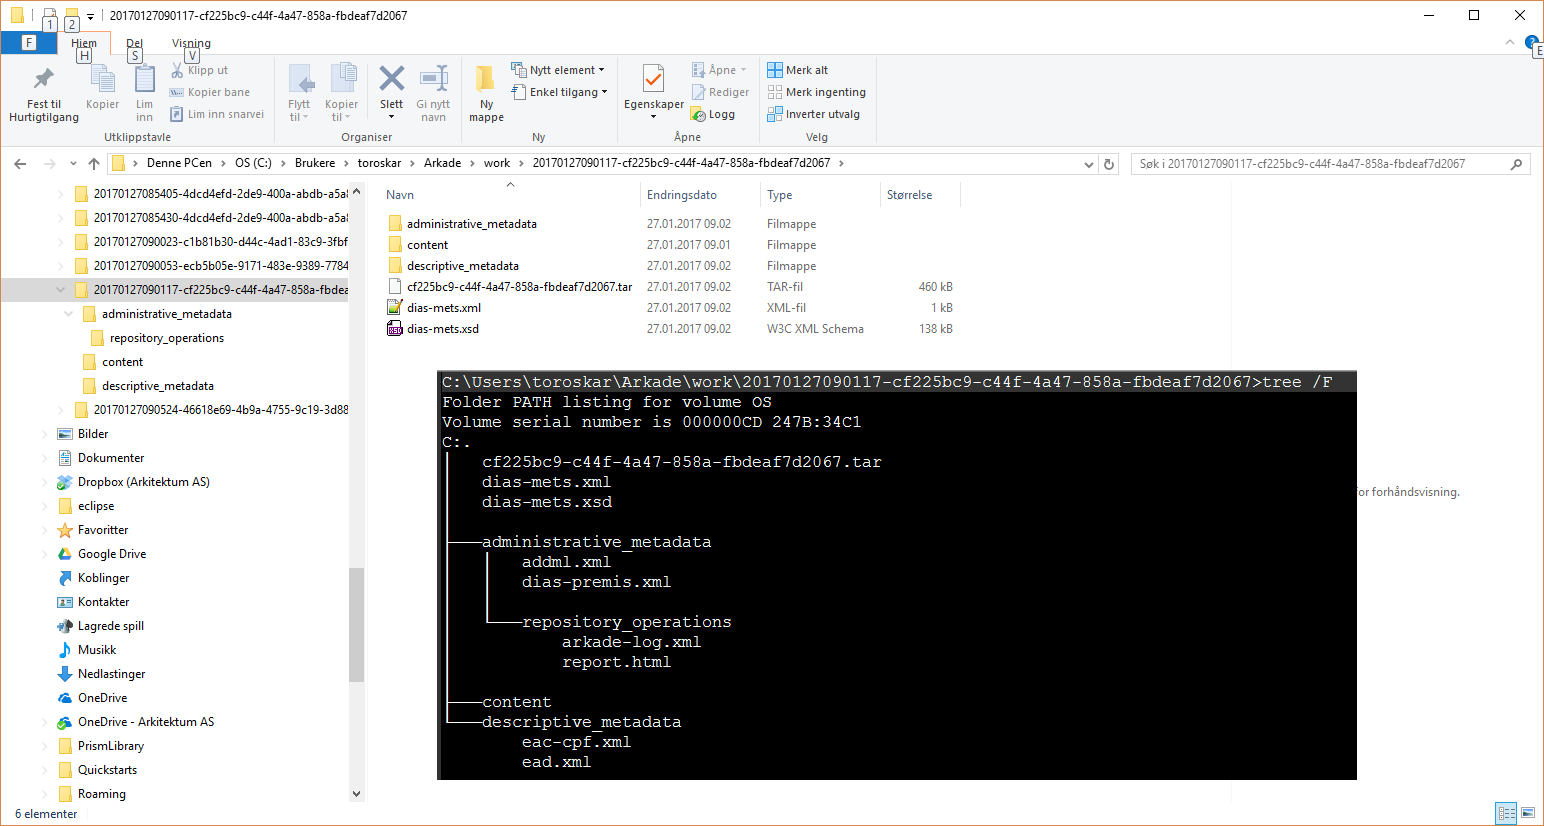 20170127090117-cf225bc9-c44f-4a47-858a-fbdeaf7d2067
1 2
F Hjem Del Visning
H S V E
Fest til Hurtigtilgang
Kopier
Lim inn
Klipp ut
Kopier bane
Lim inn snarvei
Utklippstavle
Flytt til
Kopier til
Slett
Gi nytt navn
Organiser
Ny mappe
Nytt element
Enkel tilgang
Ny
Egenskaper
Åpne
Rediger
Logg
Åpne
Merk alt
Merk ingenting
Inverter utvalg
Velg
Denne PCen OS (C:) Brukere toroskar Arkade work 20170127090117-cf225bc9-c44f-4a47-858a-fbdeaf7d2067
Søk i 20170127090117-cf225bc9-c44f-4a47-858a-fbdeaf7d2067
20170127085405-4dcd4efd-2de9-400a-abdb-a5a8
20170127085430-4dcd4efd-2de9-400a-abdb-a5a8
20170127090023-c1b81b30-d44c-4ad1-83c9-3fbf
20170127090053-ecb5b05e-9171-483e-9389-7784
20170127090117-cf225bc9-c44f-4a47-858a-fbdea
administrative_metadata
repository_operations
content
descriptive_metadata
20170127090524-46618e69-4b9a-4755-9c19-3d88
Bilder
Dokumenter
Dropbox (Arkitektum AS)
eclipse
Favoritter
Google Drive
Koblinger
Kontakter
Lagrede spill
Musikk
Nedlastinger
OneDrive
OneDrive - Arkitektum AS
PrismLibrary
Quickstarts
Roaming
Navn Endringsdato Type Størrelse
administrative_metadata 27.01.2017 09.02 Filmappe
content 27.01.2017 09.01 Filmappe
descriptive_metadata 27.01.2017 09.02 Filmappe
cf225bc9-c44f-4a47-858a-fbdeaf7d2067.tar 27.01.2017 09.02 TAR-fil 460 kB
dias-mets.xml 27.01.2017 09.02 XML-fil 1 kB
dias-mets.xsd 27.01.2017 09.02 W3C XML Schema 138 kB
C:\Users\toroskar\Arkade\work\20170127090117-cf225bc9-c44f-4a47-858a-fbdeaf7d2067>tree /F
Folder PATH listing for volume OS
Volume serial number is 000000CD 247B:34C1
C:.
cf225bc9-c44f-4a47-858a-fbdeaf7d2067.tar
dias-mets.xml
dias-mets.xsd
administrative_metadata
addml.xml
dias-premis.xml
repository_operations
arkade-log.xml
report.html
content
descriptive_metadata
eac-cpf.xml
ead.xml
for forhåndsvisning.
6 elementer